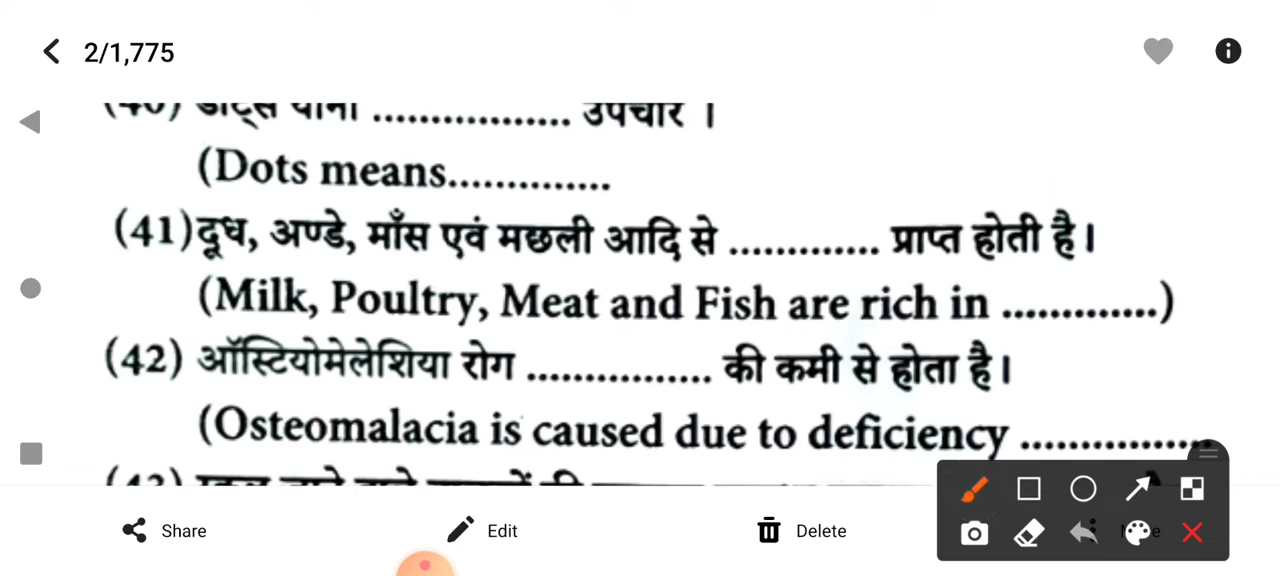 2/1,775
(40) डाट्स यानी .................. उपचार ।
(Dots means..............
(41) दूध, अण्डे, माँस एवं मछली आदि से ............. प्राप्त होती है।
(Milk, Poultry, Meat and Fish are rich in .............)
(42) ऑस्टियोमेलेशिया रोग ................ की कमी से होता है।
(Osteomalacia is caused due to deficiency ................
Share Edit Delete